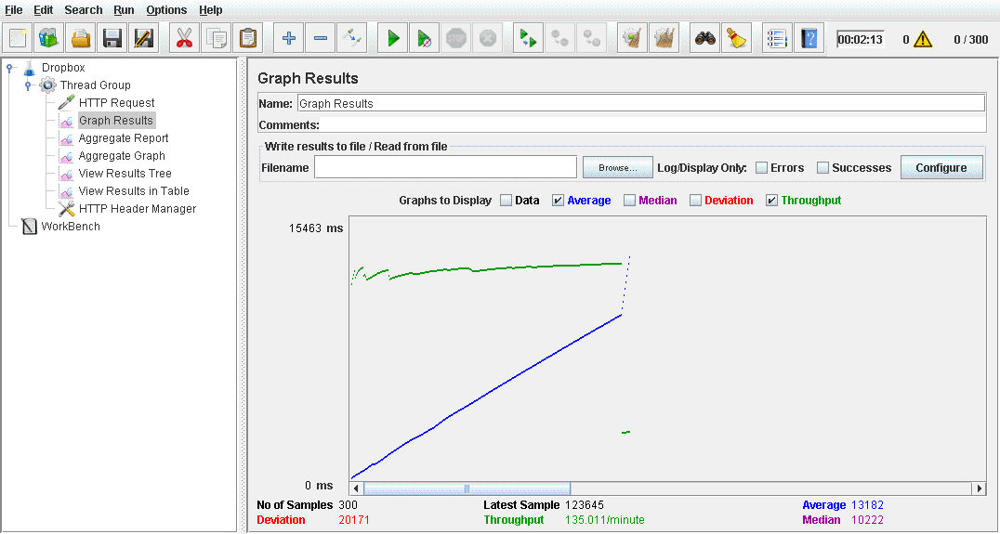 File Edit Search Run Options Help
STOP
00:02:13 0 0 / 300
Dropbox
Thread Group
HTTP Request
Graph Results
Aggregate Report
Aggregate Graph
View Results Tree
View Results in Table
HTTP Header Manager
WorkBench
Graph Results
Name: Graph Results
Comments:
Write results to file / Read from file
Filename Browse... Log/Display Only: Errors Successes Configure
Graphs to Display Data Average Median Deviation Throughput
15463 ms
0 ms
No of Samples 300 Latest Sample 123645 Average 13182
Deviation 20171 Throughput 135.011/minute Median 10222